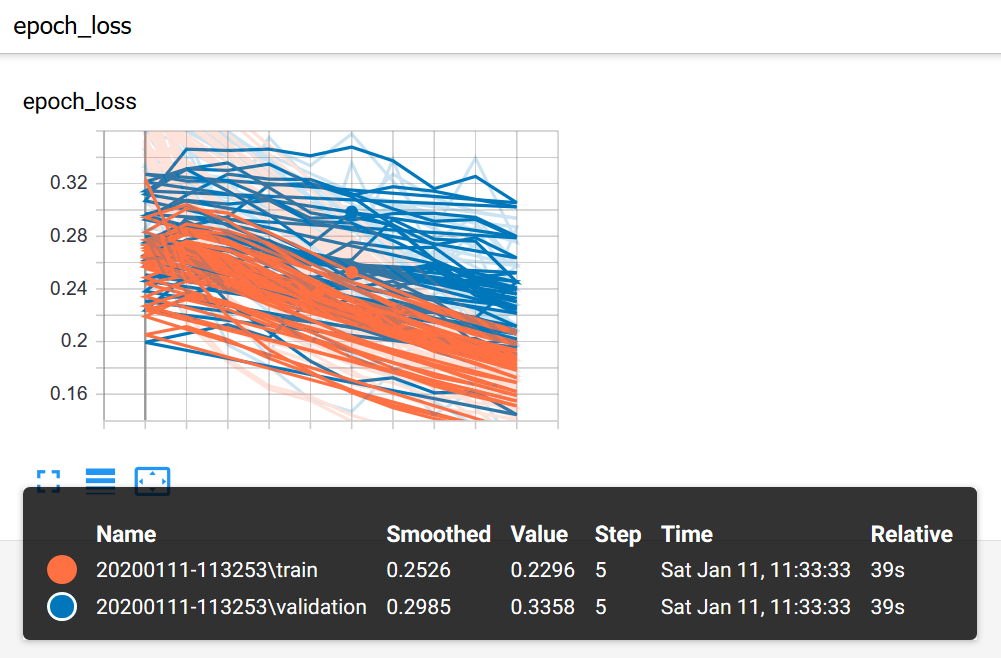 epoch_loss
epoch_loss
0.32
0.28
0.24
0.2
0.16
Name Smoothed Value Step Time Relative
20200111-113253\train 0.2526 0.2296 5 Sat Jan 11, 11:33:33 39s
20200111-113253\validation 0.2985 0.3358 5 Sat Jan 11, 11:33:33 39s